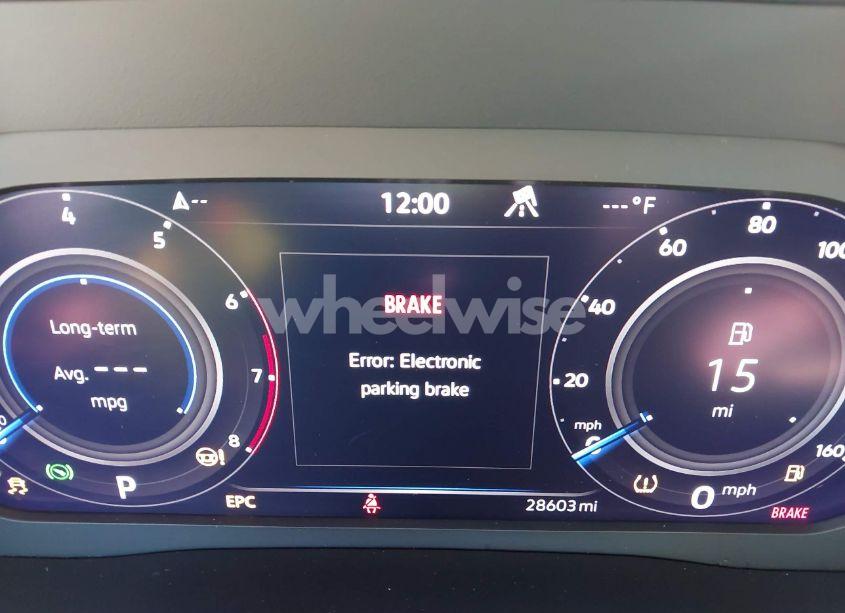 4
5
6
7
8
--
12:00
---°F
Long-term
Avg. ---
mpg
BRAKE
Error: Electronic
parking brake
wheelwise
20
40
60
80
100
160
mph
15
mi
P
EPC
28603 mi
0 mph
BRAKE